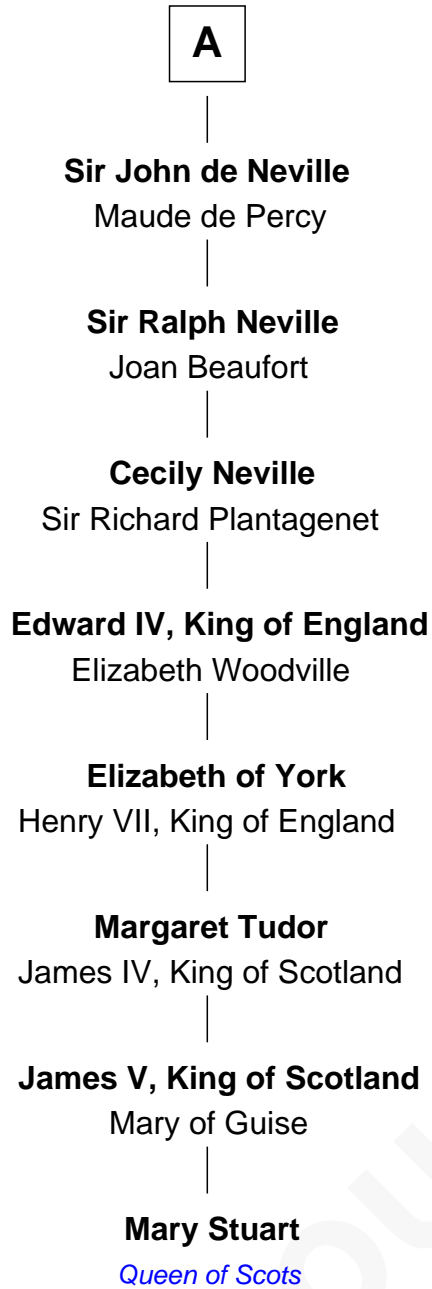 A
Sir John de Neville
Maude de Percy
Sir Ralph Neville
Joan Beaufort
Cecily Neville
Sir Richard Plantagenet
Edward IV, King of England
Elizabeth Woodville
Elizabeth of York
Henry VII, King of England
Margaret Tudor
James IV, King of Scotland
James V, King of Scotland
Mary of Guise
Mary Stuart
Queen of Scots